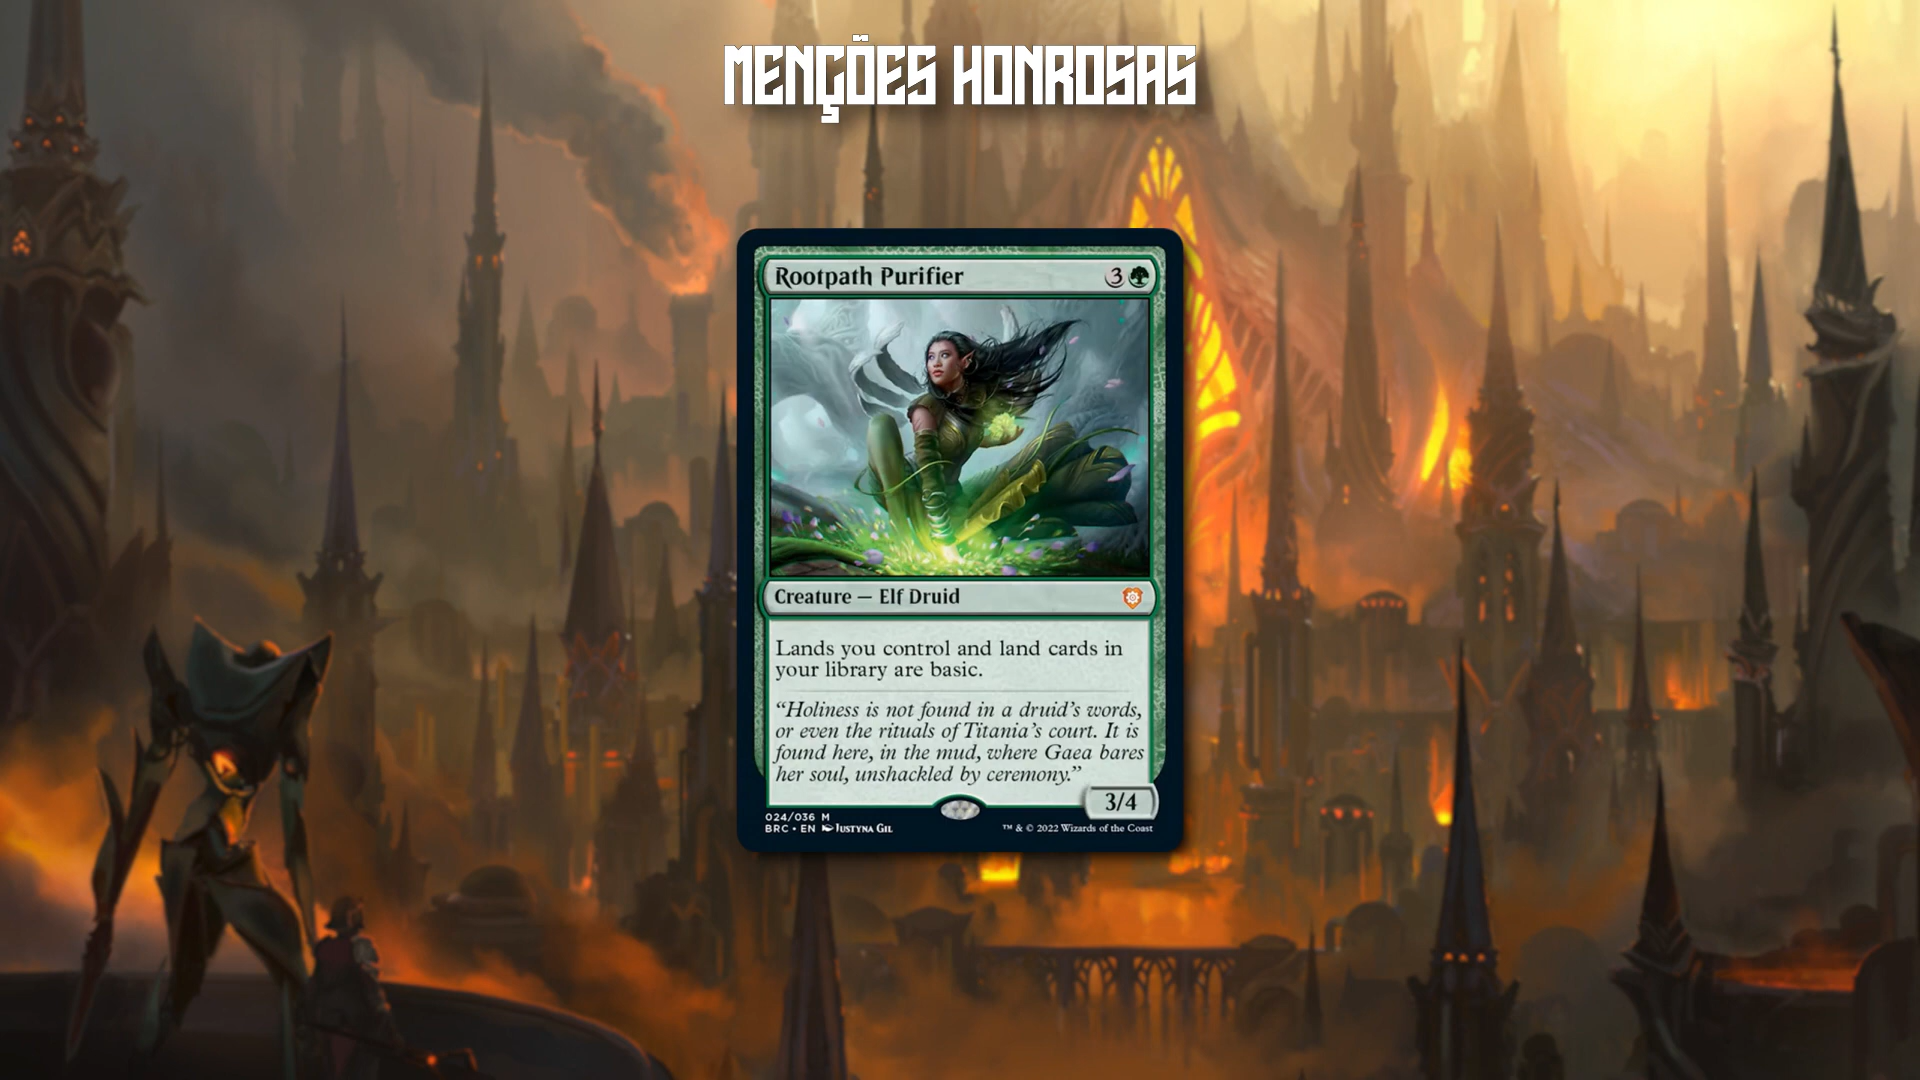 MENÇÕES HONROSAS
Rootpath Purifier 3
Creature — Elf Druid
Lands you control and land cards in
your library are basic.
“Holiness is not found in a druid’s words,
or even the rituals of Titania’s court. It is
found here, in the mud, where Gaea bares
her soul, unshackled by ceremony.”
3/4
024/036 M
BRC • EN Justyna Gil
™ & © 2022 Wizards of the Coast